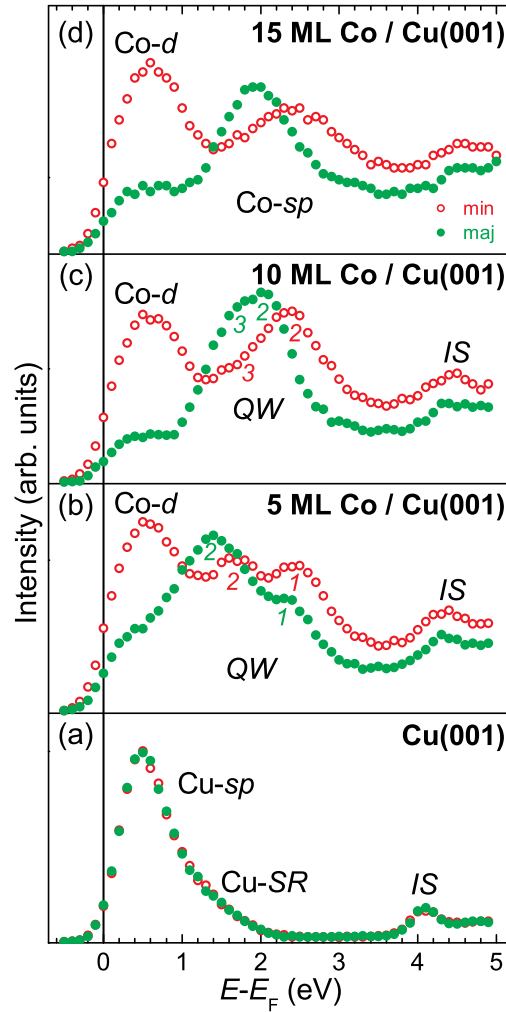 (d) 15 ML Co / Cu(001)
Co-d
Co-sp
min
maj
(c) 10 ML Co / Cu(001)
Co-d
3 2
2
3
IS
QW
(b) 5 ML Co / Cu(001)
Co-d
2
2
1
1
IS
QW
(a) Cu(001)
Cu-sp
Cu-SR
IS
Intensity (arb. units)
0 1 2 3 4 5
E-EF (eV)